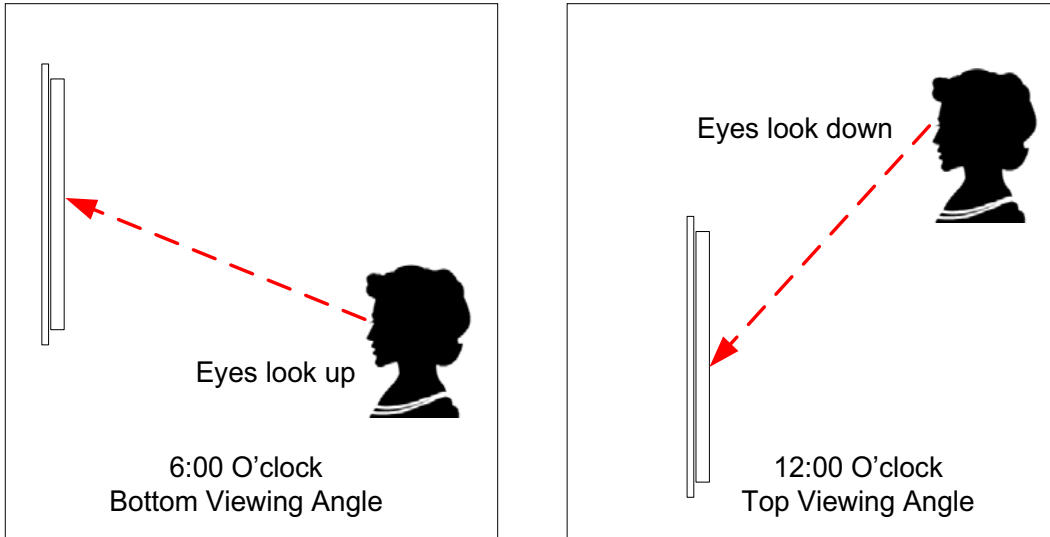 Eyes look up
6:00 O’clock
Bottom Viewing Angle
Eyes look down
12:00 O’clock
Top Viewing Angle